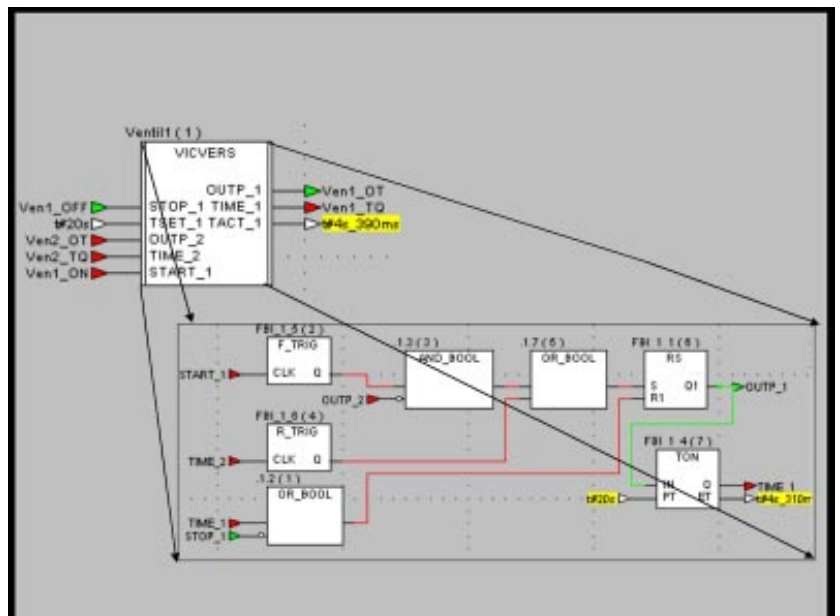 Ventil1 (1)
VICVERS
OUTP_1 Ven1_OT
Ven1_OFF STOP_1 TIME_1 Ven1_TQ
t#20s TSET_1 TACT_1 t#4s_390ms
Ven2_OT OUTP_2
Ven2_TQ TIME_2
Ven1_ON START_1
FBI_1_5 (2) .1.3 (3) .1.7 (5) FBI_1_1 (6)
F_TRIG AND_BOOL OR_BOOL RS
START_1 CLK Q S Q1 OUTP_1
OUTP_2 R1
FBI_1_6 (4)
R_TRIG
FBI_1_4 (7)
TIME_2 CLK Q TON
.1.2 (1)
OR_BOOL IN Q TIME_1
t#20s PT ET t#4s_310m
TIME_1
STOP_1